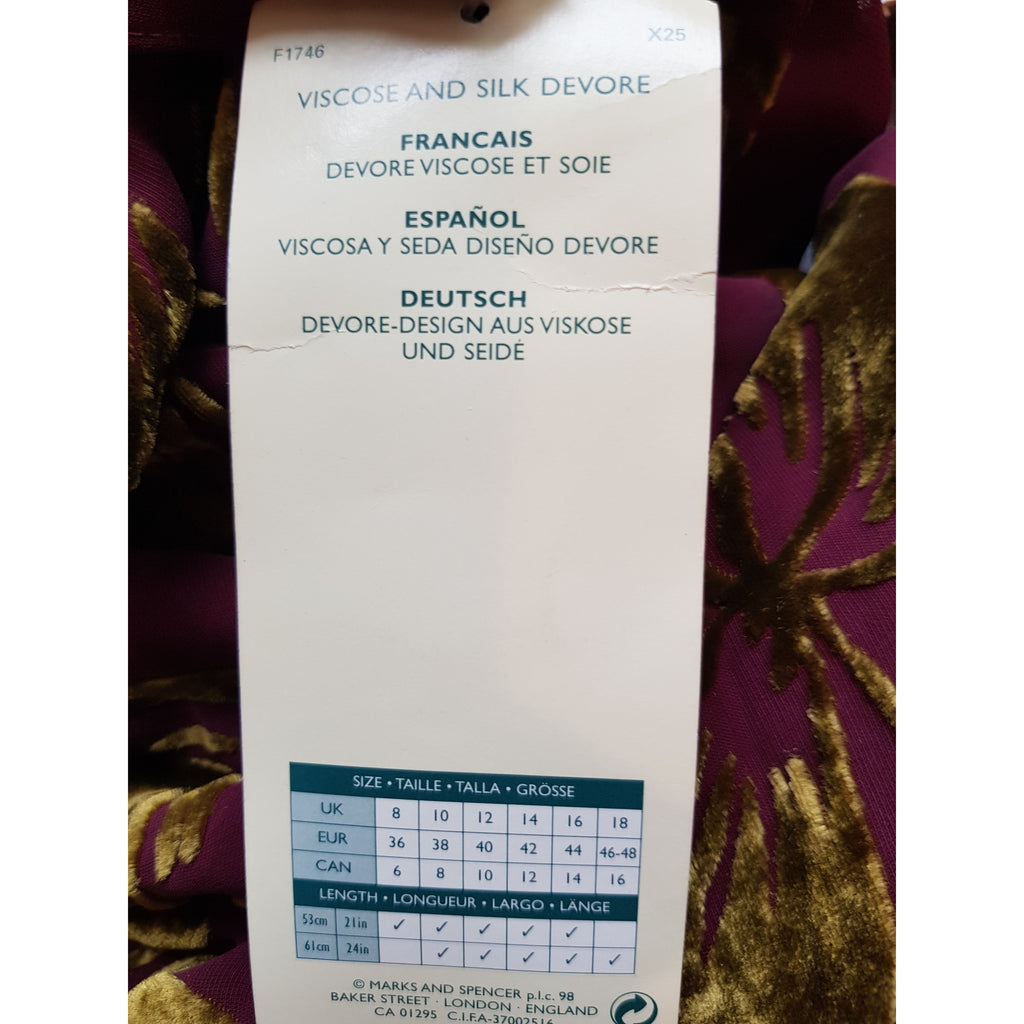 F1746 X25
VISCOSE AND SILK DEVORE
FRANCAIS
DEVORE VISCOSE ET SOIE
ESPAÑOL
VISCOSA Y SEDA DISEÑO DEVORE
DEUTSCH
DEVORE-DESIGN AUS VISKOSE
UND SEIDE
SIZE • TAILLE • TALLA • GRÖSSE
UK 8 10 12 14 16 18
EUR 36 38 40 42 44 46-48
CAN 6 8 10 12 14 16
LENGTH • LONGUEUR • LARGO • LÄNGE
53cm 21in ✓ ✓ ✓ ✓ ✓
61cm 24in ✓ ✓ ✓ ✓ ✓
© MARKS AND SPENCER p.l.c. 98
BAKER STREET · LONDON · ENGLAND
CA 01295 C.I.F.A-37002516